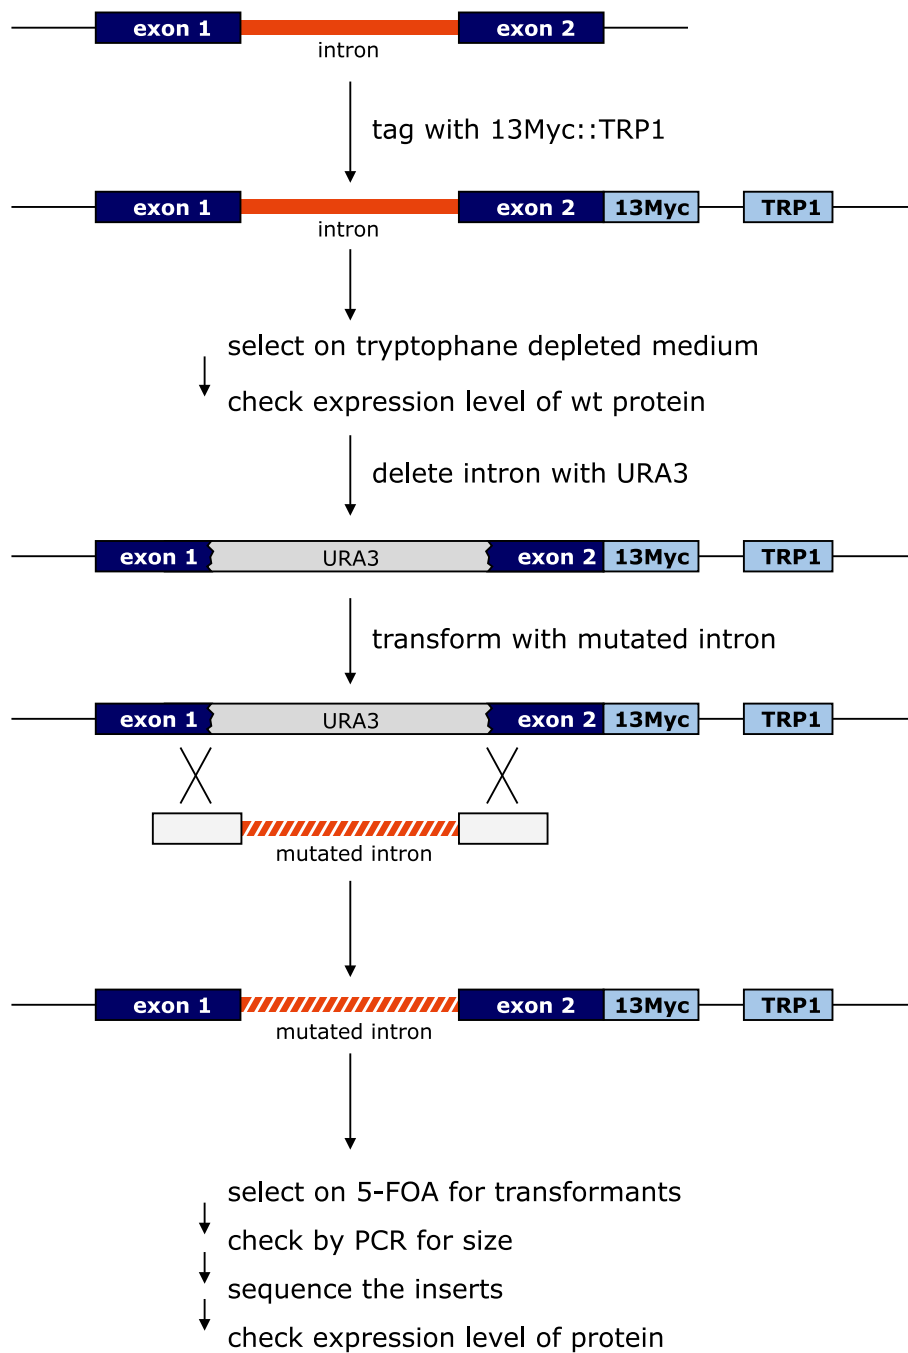 exon 1 exon 2
intron
tag with 13Myc::TRP1
exon 1 exon 2 13Myc TRP1
intron
select on tryptophane depleted medium
check expression level of wt protein
delete intron with URA3
exon 1 URA3 exon 2 13Myc TRP1
transform with mutated intron
exon 1 URA3 exon 2 13Myc TRP1
mutated intron
exon 1 exon 2 13Myc TRP1
mutated intron
select on 5-FOA for transformants
check by PCR for size
sequence the inserts
check expression level of protein